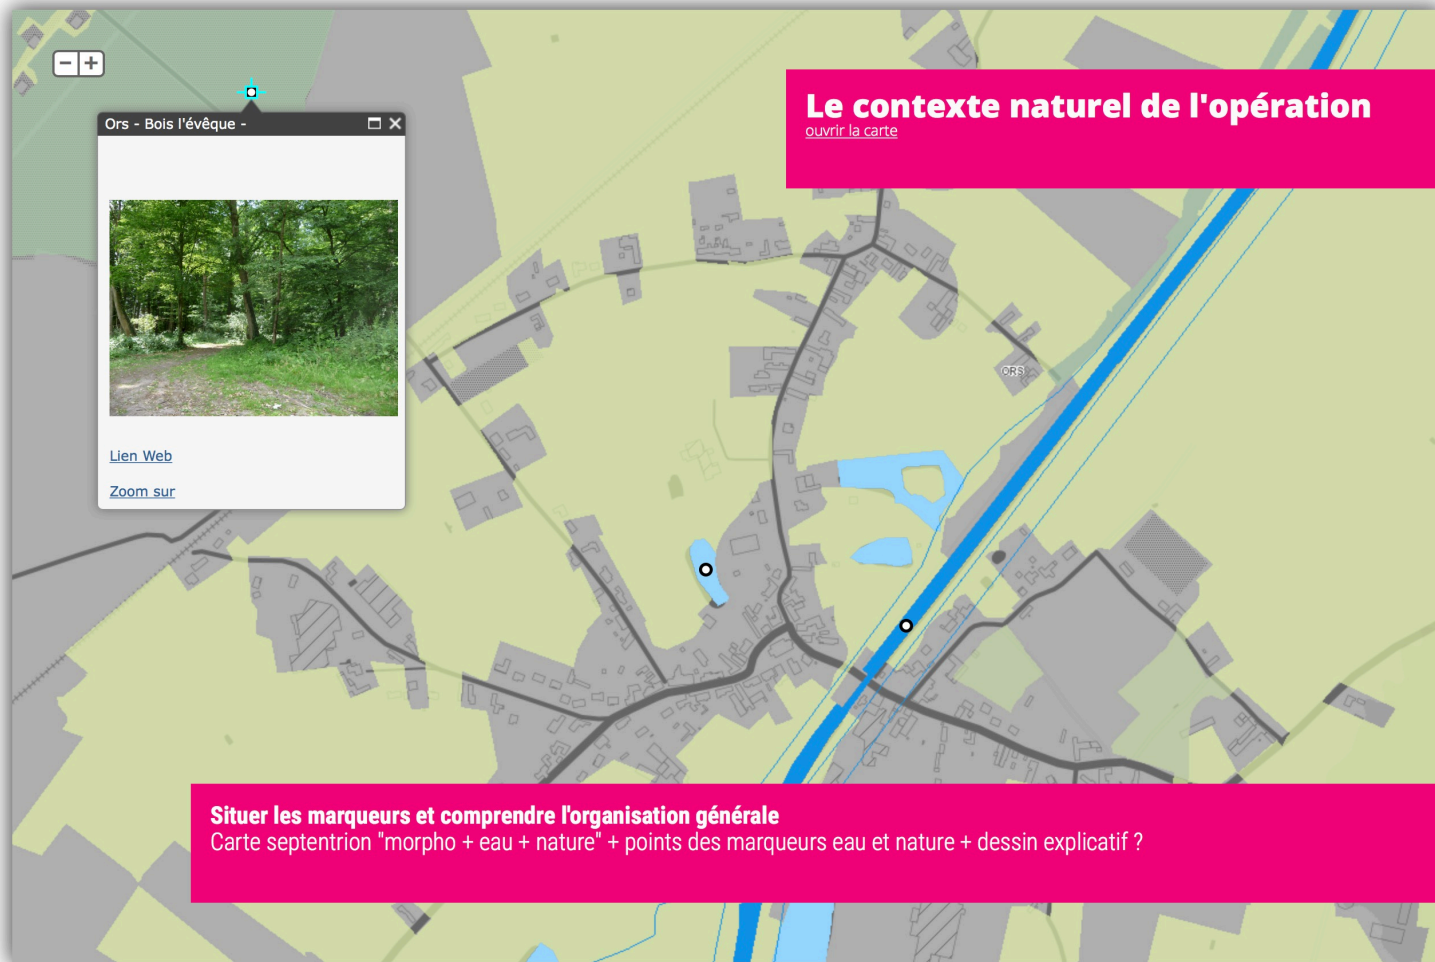 − +
Le contexte naturel de l'opération
ouvrir la carte
Ors - Bois l'évêque -
Lien Web
Zoom sur
ORS
Situer les marqueurs et comprendre l'organisation générale
Carte septentrion "morpho + eau + nature" + points des marqueurs eau et nature + dessin explicatif ?